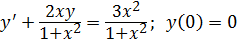 y′ + 2xy/(1+x²) = 3x²/(1+x²); y(0) = 0